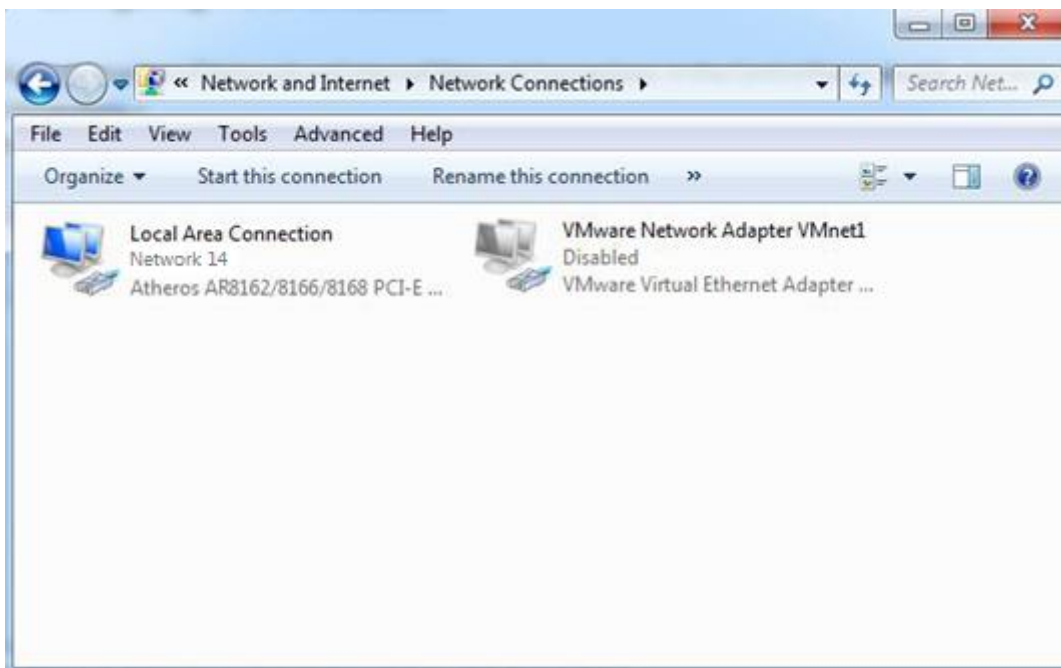 « Network and Internet ▸ Network Connections ▸ Search Net...
File Edit View Tools Advanced Help
Organize Start this connection Rename this connection »
Local Area Connection
Network 14
Atheros AR8162/8166/8168 PCI-E ...
VMware Network Adapter VMnet1
Disabled
VMware Virtual Ethernet Adapter ...